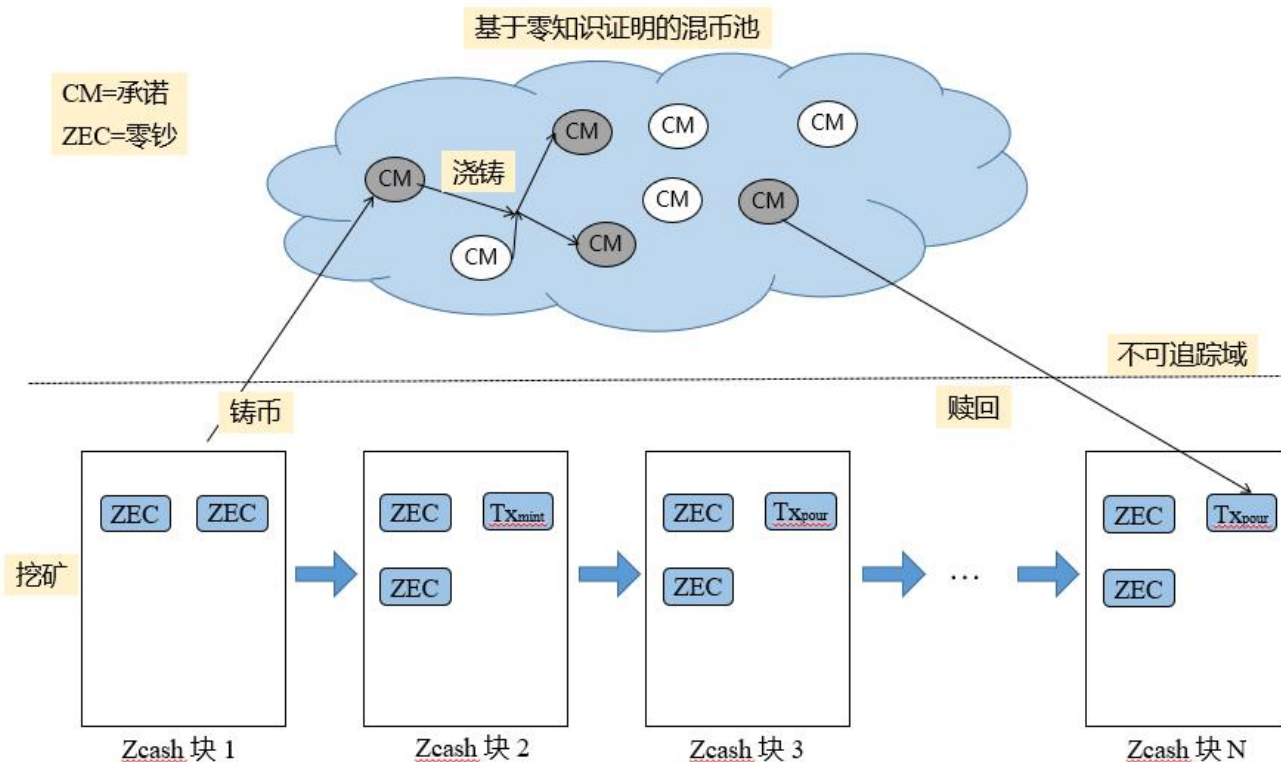 基于零知识证明的混币池
CM=承诺
ZEC=零钞
CM
CM
CM
CM
浇铸
CM
CM
CM
CM
CM
不可追踪域
铸币
赎回
ZEC
ZEC
ZEC
Txmint
ZEC
Txpour
ZEC
Txpour
挖矿
ZEC
ZEC
...
ZEC
Zcash 块 1
Zcash 块 2
Zcash 块 3
Zcash 块 N